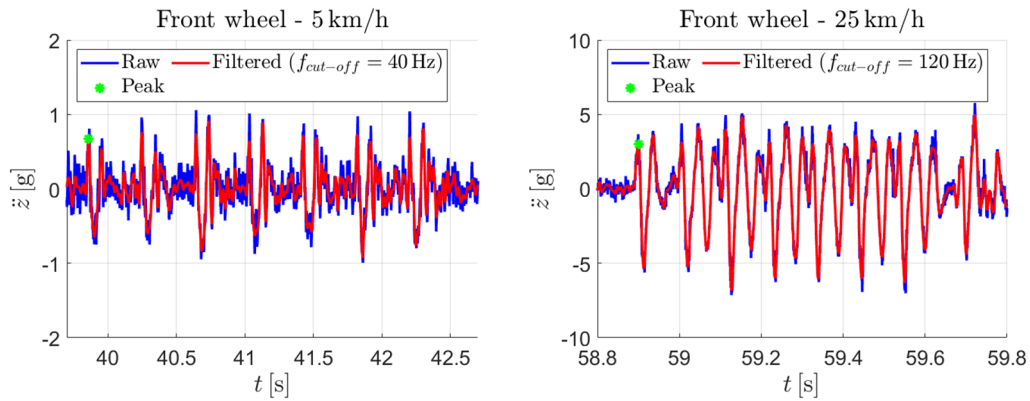 Front wheel - 5 km/h
Raw Filtered (f_cut−off = 40 Hz)
Peak
2
1
0
-1
-2
z̈ [g]
40 40.5 41 41.5 42 42.5
t [s]
Front wheel - 25 km/h
Raw Filtered (f_cut−off = 120 Hz)
Peak
10
5
0
-5
-10
z̈ [g]
58.8 59 59.2 59.4 59.6 59.8
t [s]